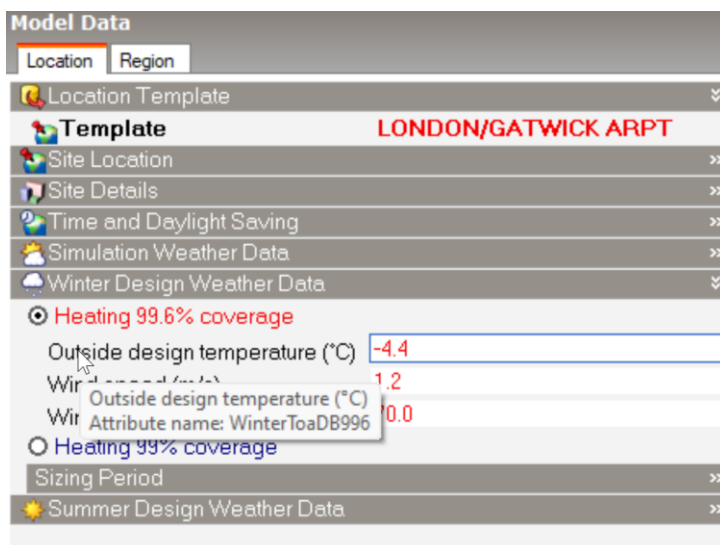 Model Data
Location Region
Location Template
Template LONDON/GATWICK ARPT
Site Location
Site Details
Time and Daylight Saving
Simulation Weather Data
Winter Design Weather Data
Heating 99.6% coverage
Outside design temperature (°C) -4.4
1.2
Outside design temperature (°C)
Attribute name: WinterToaDB996
Heating 99% coverage
Sizing Period
Summer Design Weather Data